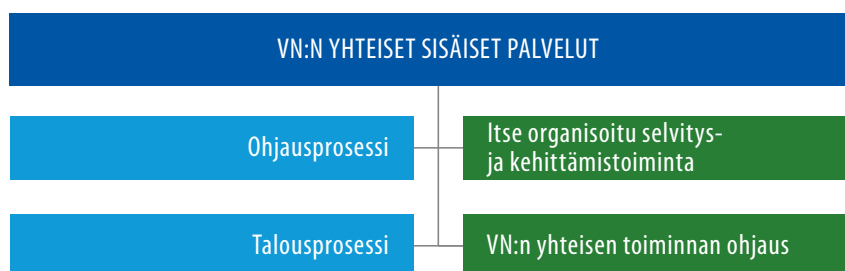 VN:N YHTEISET SISÄISET PALVELUT
Ohjausprosessi
Itse organisoitu selvitys-
ja kehittämistoiminta
Talousprosessi
VN:n yhteisen toiminnan ohjaus